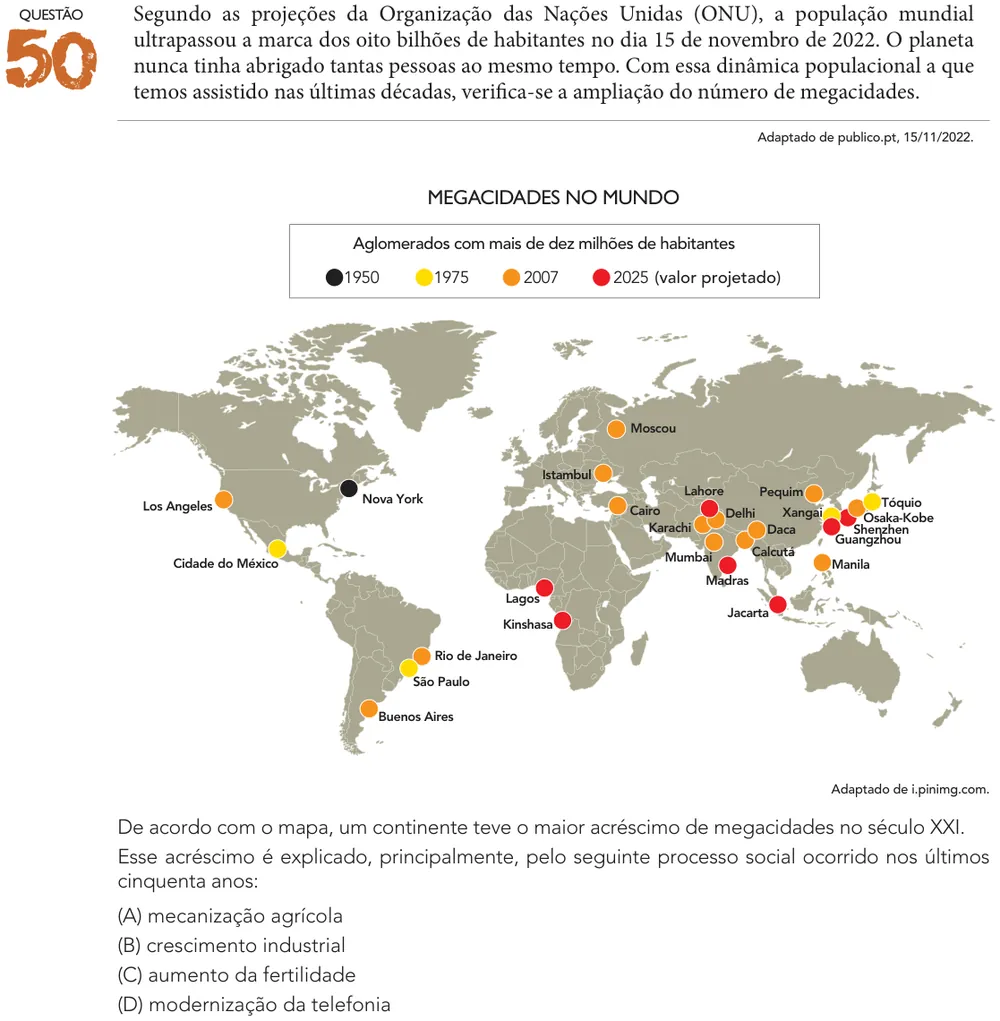 QUESTÃO
50
Segundo as projeções da Organização das Nações Unidas (ONU), a população mundial
ultrapassou a marca dos oito bilhões de habitantes no dia 15 de novembro de 2022. O planeta
nunca tinha abrigado tantas pessoas ao mesmo tempo. Com essa dinâmica populacional a que
temos assistido nas últimas décadas, verifica-se a ampliação do número de megacidades.
Adaptado de publico.pt, 15/11/2022.
MEGACIDADES NO MUNDO
Aglomerados com mais de dez milhões de habitantes
1950 1975 2007 2025 (valor projetado)
Moscou
Istambul
Los Angeles
Nova York
Cairo
Lahore
Pequim
Tóquio
Karachi
Delhi
Xangai
Osaka-Kobe
Daca
Shenzhen
Guangzhou
Cidade do México
Mumbai
Calcutá
Manila
Madras
Lagos
Jacarta
Kinshasa
Rio de Janeiro
São Paulo
Buenos Aires
Adaptado de i.pinimg.com.
De acordo com o mapa, um continente teve o maior acréscimo de megacidades no século XXI.
Esse acréscimo é explicado, principalmente, pelo seguinte processo social ocorrido nos últimos
cinquenta anos:
(A) mecanização agrícola
(B) crescimento industrial
(C) aumento da fertilidade
(D) modernização da telefonia